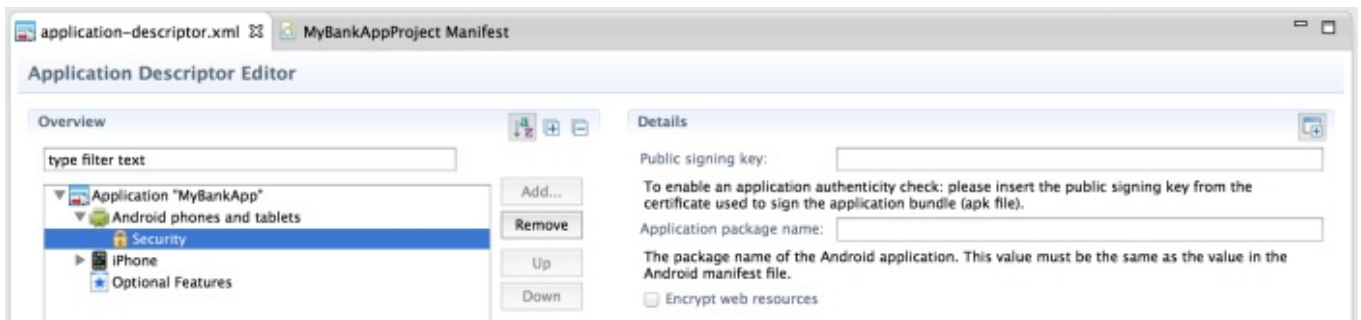 application-descriptor.xml MyBankAppProject Manifest
Application Descriptor Editor
Overview
type filter text
Application "MyBankApp"
Android phones and tablets
Security
iPhone
Optional Features
Add...
Remove
Up
Down
Details
Public signing key:
To enable an application authenticity check: please insert the public signing key from the
certificate used to sign the application bundle (apk file).
Application package name:
The package name of the Android application. This value must be the same as the value in the
Android manifest file.
Encrypt web resources